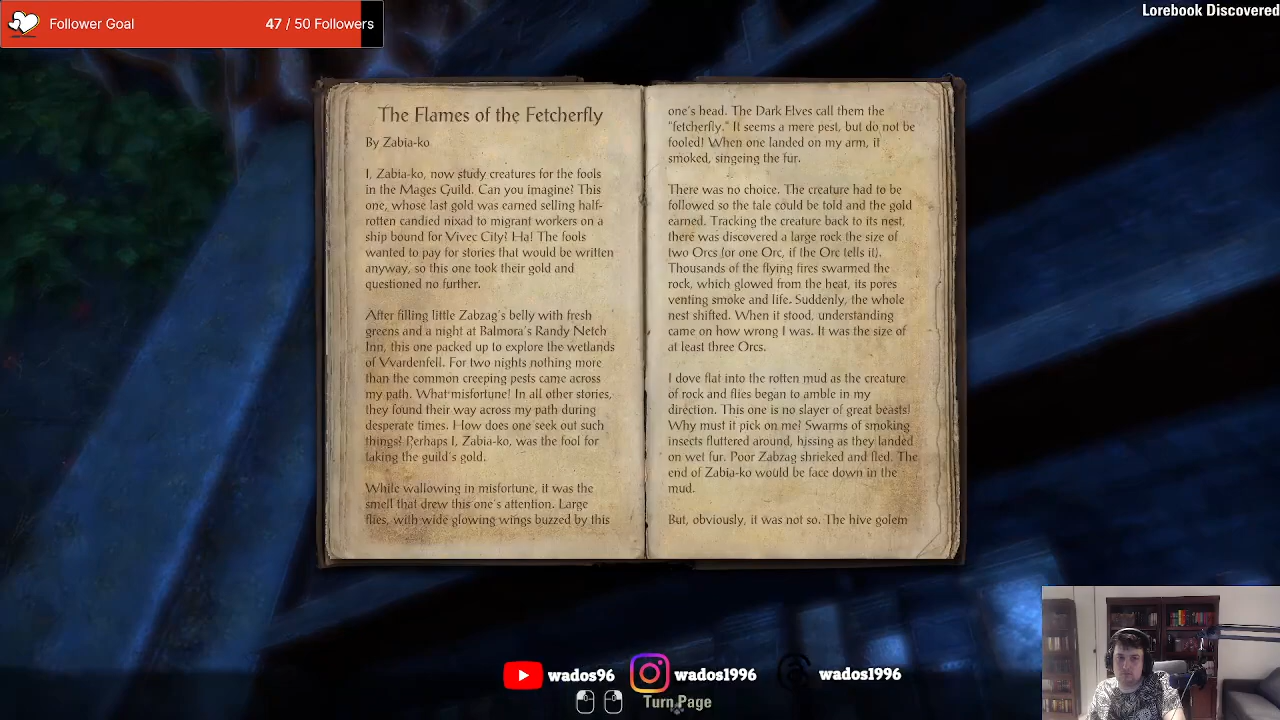 Follower Goal
47 / 50 Followers
Lorebook Discovered
The Flames of the Fetcherfly
By Zabia-ko
I, Zabia-ko, now study creatures for the fools
in the Mages Guild. Can you imagine? This
one, whose last gold was earned selling half-
rotten candied nixad to migrant workers on a
ship bound for Vivec City? Ha! The fools
wanted to pay for stories that would be written
anyway, so this one took their gold and
questioned no further.
After filling little Zabzag's belly with fresh
greens and a night at Balmora's Randy Netch
Inn, this one packed up to explore the wetlands
of Vvardenfell. For two nights nothing more
than the common creeping pests came across
my path. What misfortune! In all other stories,
they found their way across my path during
desperate times. How does one seek out such
things? Perhaps I, Zabia-ko, was the fool for
taking the guild's gold.
While wallowing in misfortune, it was the
smell that drew this one's attention. Large
flies, with wide glowing wings buzzed by this
one's head. The Dark Elves call them the
"fetcherfly." It seems a mere pest, but do not be
fooled! When one landed on my arm, it
smoked, singeing the fur.
There was no choice. The creature had to be
followed so the tale could be told and the gold
earned. Tracking the creature back to its nest,
there was discovered a large rock the size of
two Orcs (or one Orc, if the Orc tells it).
Thousands of the flying fires swarmed the
rock, which glowed from the heat, its pores
venting smoke and life. Suddenly, the whole
nest shifted. When it stood, understanding
came on how wrong I was. It was the size of
at least three Orcs.
I dove flat into the rotten mud as the creature
of rock and flies began to amble in my
direction. This one is no slayer of great beasts!
Why must it pick on me? Swarms of smoking
insects fluttered around, hissing as they landed
on wet fur. Poor Zabzag shrieked and fled. The
end of Zabia-ko would be face down in the
mud.
But, obviously, it was not so. The hive golem
wados96
wados1996
wados1996
Turn Page